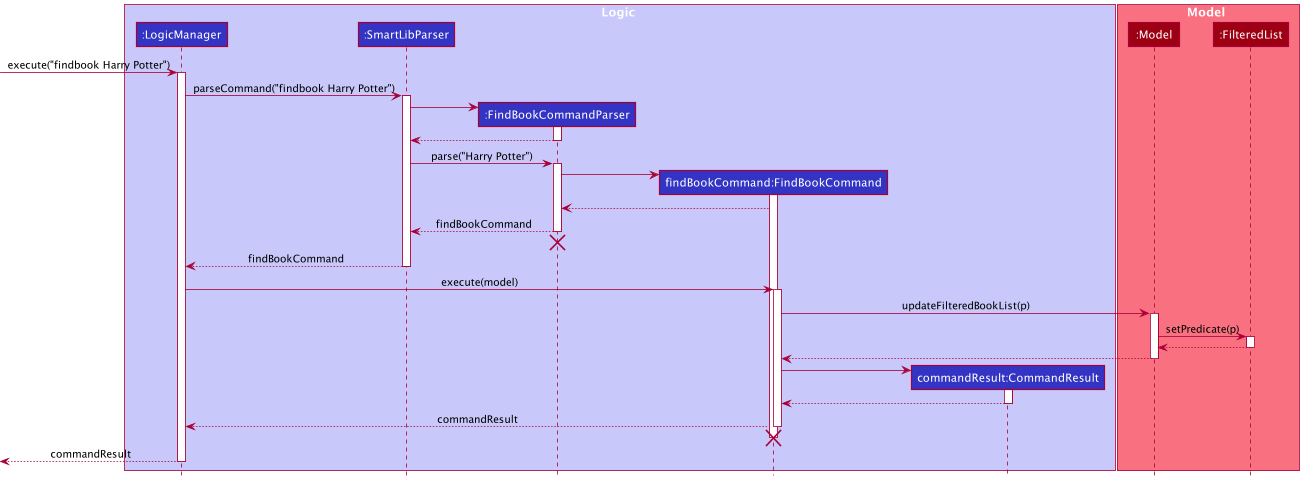 Logic
Model
:LogicManager
:SmartLibParser
:Model
:FilteredList
execute("findbook Harry Potter")
parseCommand("findbook Harry Potter")
:FindBookCommandParser
parse("Harry Potter")
findBookCommand:FindBookCommand
findBookCommand
findBookCommand
execute(model)
updateFilteredBookList(p)
setPredicate(p)
commandResult:CommandResult
commandResult
commandResult